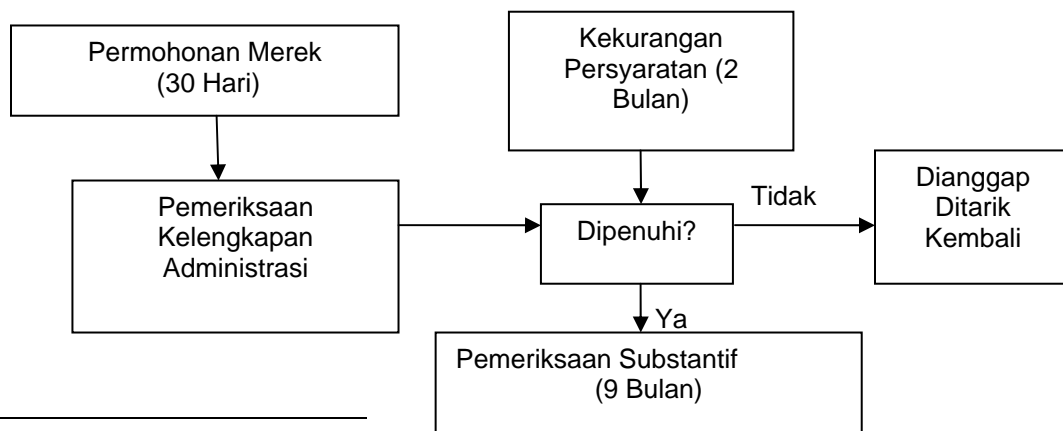 Permohonan Merek
(30 Hari)
Kekurangan
Persyaratan (2
Bulan)
Pemeriksaan
Kelengkapan
Administrasi
Dipenuhi?
Tidak
Dianggap
Ditarik
Kembali
Ya
Pemeriksaan Substantif
(9 Bulan)